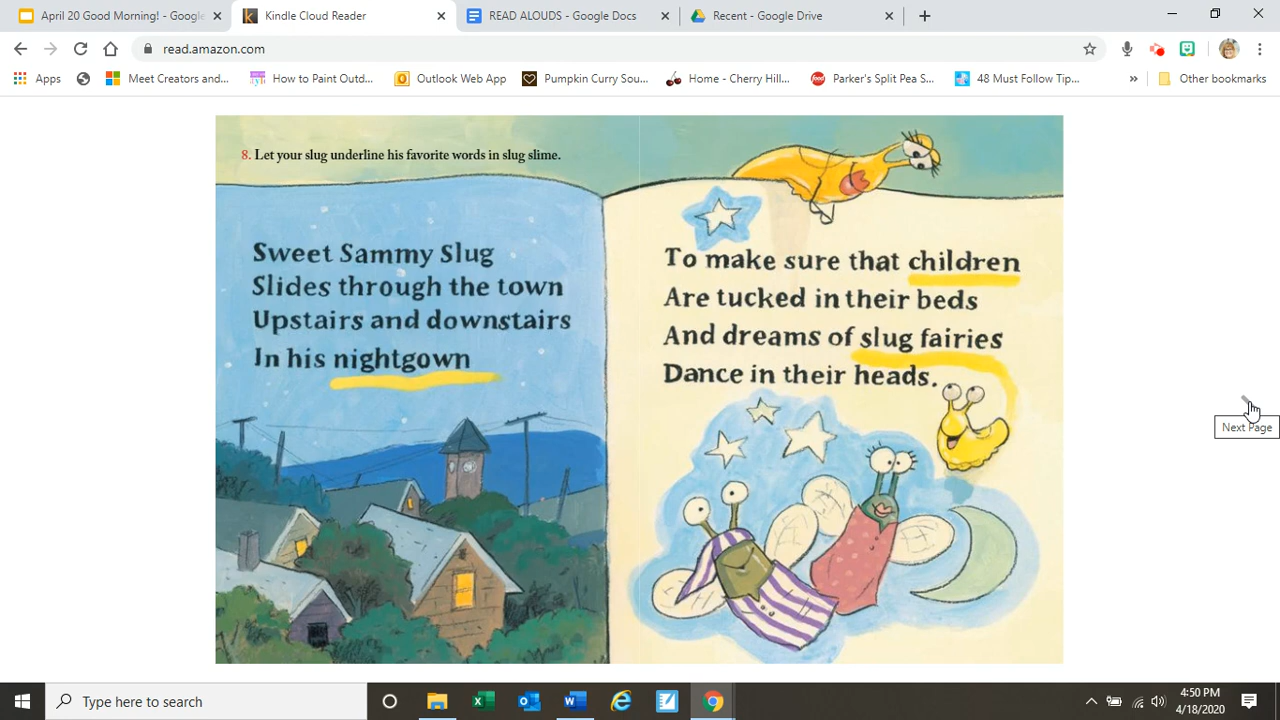 April 20 Good Morning! - Google
Kindle Cloud Reader
READ ALOUDS - Google Docs
Recent - Google Drive
read.amazon.com
Apps
Meet Creators and...
How to Paint Outd...
Outlook Web App
Pumpkin Curry Sou...
Home - Cherry Hill...
Parker's Split Pea S...
48 Must Follow Tip...
»
Other bookmarks
8. Let your slug underline his favorite words in slug slime.
Sweet Sammy Slug
Slides through the town
Upstairs and downstairs
In his nightgown
To make sure that children
Are tucked in their beds
And dreams of slug fairies
Dance in their heads.
Next Page
Type here to search
4:50 PM
4/18/2020